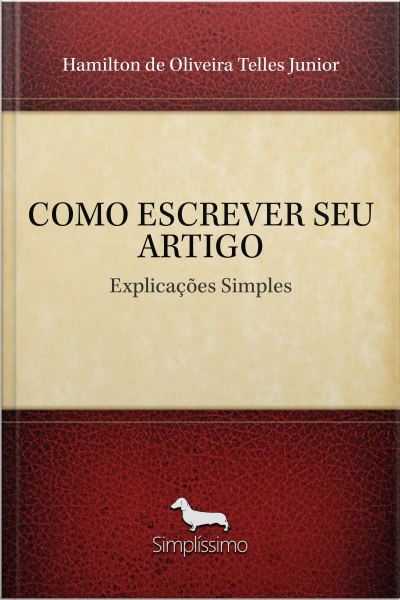 Hamilton de Oliveira Telles Junior
COMO ESCREVER SEU
ARTIGO
Explicações Simples
Simplíssimo